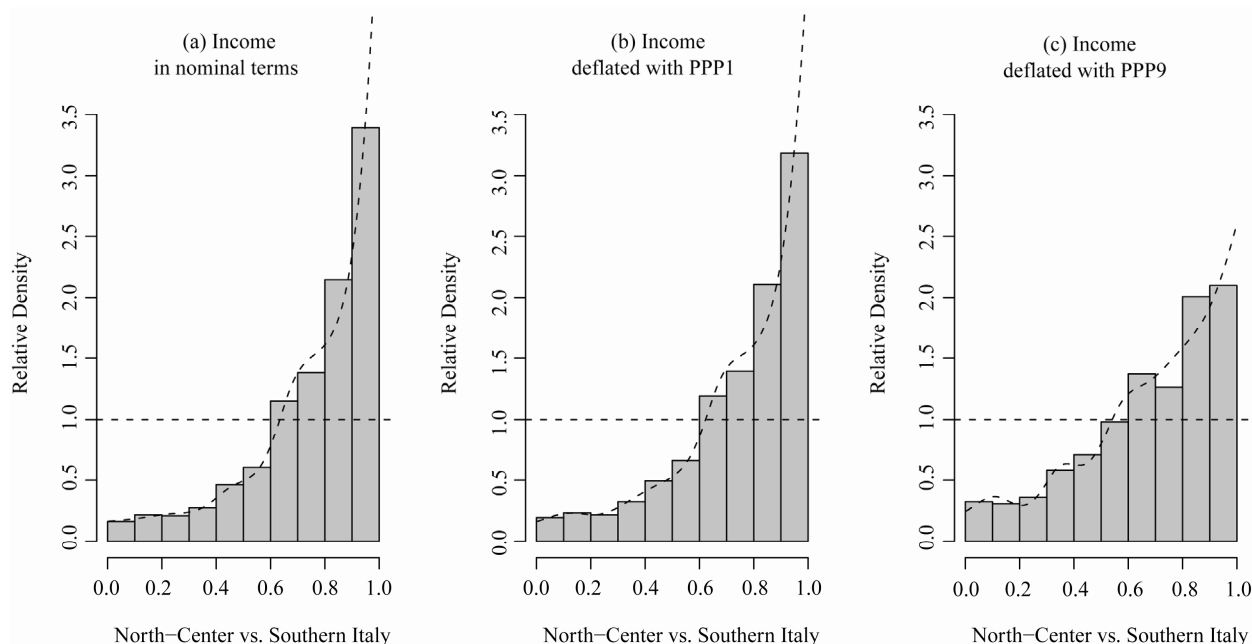 (a) Income
in nominal terms
Relative Density
3.5
3.0
2.5
2.0
1.5
1.0
0.5
0.0
0.0 0.2 0.4 0.6 0.8 1.0
North−Center vs. Southern Italy
(b) Income
deflated with PPP1
Relative Density
3.5
3.0
2.5
2.0
1.5
1.0
0.5
0.0
0.0 0.2 0.4 0.6 0.8 1.0
North−Center vs. Southern Italy
(c) Income
deflated with PPP9
Relative Density
3.5
3.0
2.5
2.0
1.5
1.0
0.5
0.0
0.0 0.2 0.4 0.6 0.8 1.0
North−Center vs. Southern Italy